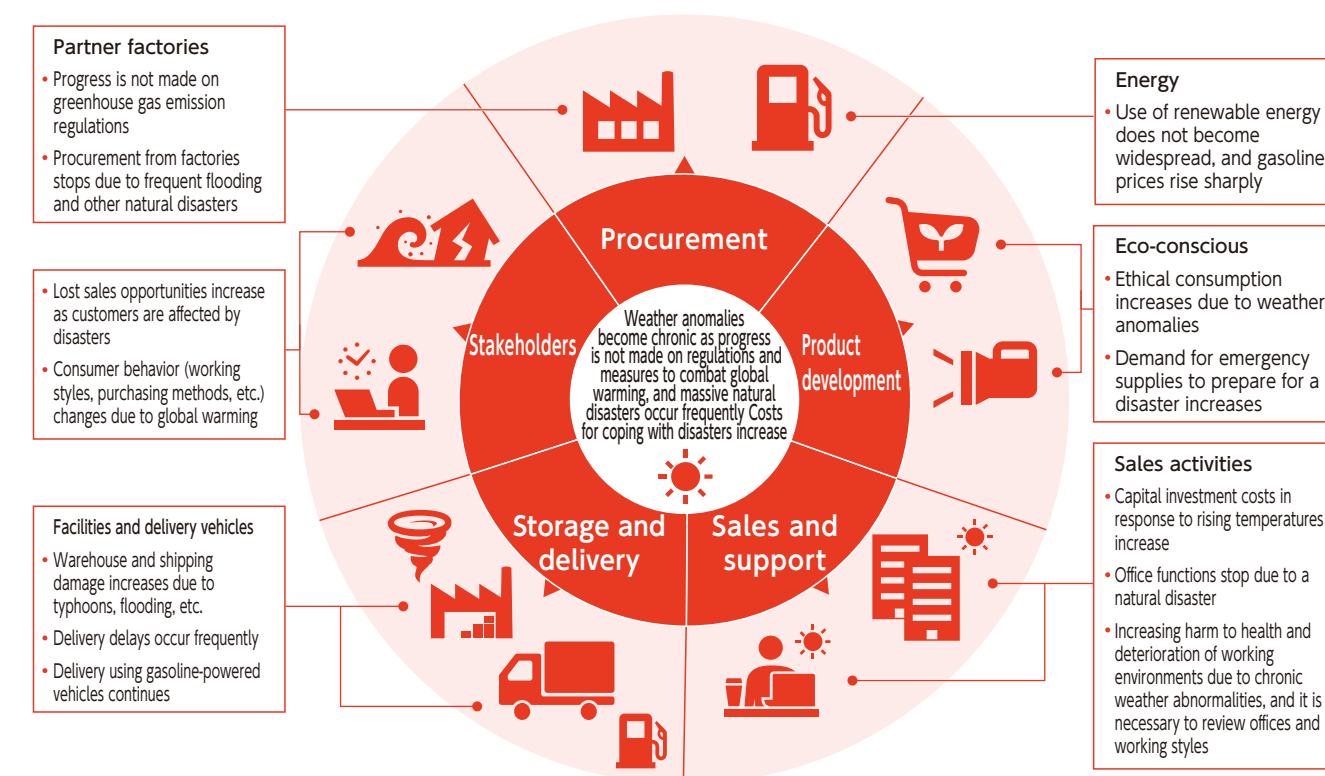 Partner factories
• Progress is not made on
greenhouse gas emission
regulations
• Procurement from factories
stops due to frequent flooding
and other natural disasters
• Lost sales opportunities increase
as customers are affected by
disasters
• Consumer behavior (working
styles, purchasing methods, etc.)
changes due to global warming
Facilities and delivery vehicles
• Warehouse and shipping
damage increases due to
typhoons, flooding, etc.
• Delivery delays occur frequently
• Delivery using gasoline-powered
vehicles continues
Procurement
Stakeholders
Product
development
Storage and
delivery
Sales and
support
Weather anomalies
become chronic as progress
is not made on regulations and
measures to combat global
warming, and massive natural
disasters occur frequently Costs
for coping with disasters increase
Energy
• Use of renewable energy
does not become
widespread, and gasoline
prices rise sharply
Eco-conscious
• Ethical consumption
increases due to weather
anomalies
• Demand for emergency
supplies to prepare for a
disaster increases
Sales activities
• Capital investment costs in
response to rising temperatures
increase
• Office functions stop due to a
natural disaster
• Increasing harm to health and
deterioration of working
environments due to chronic
weather abnormalities, and it is
necessary to review offices and
working styles